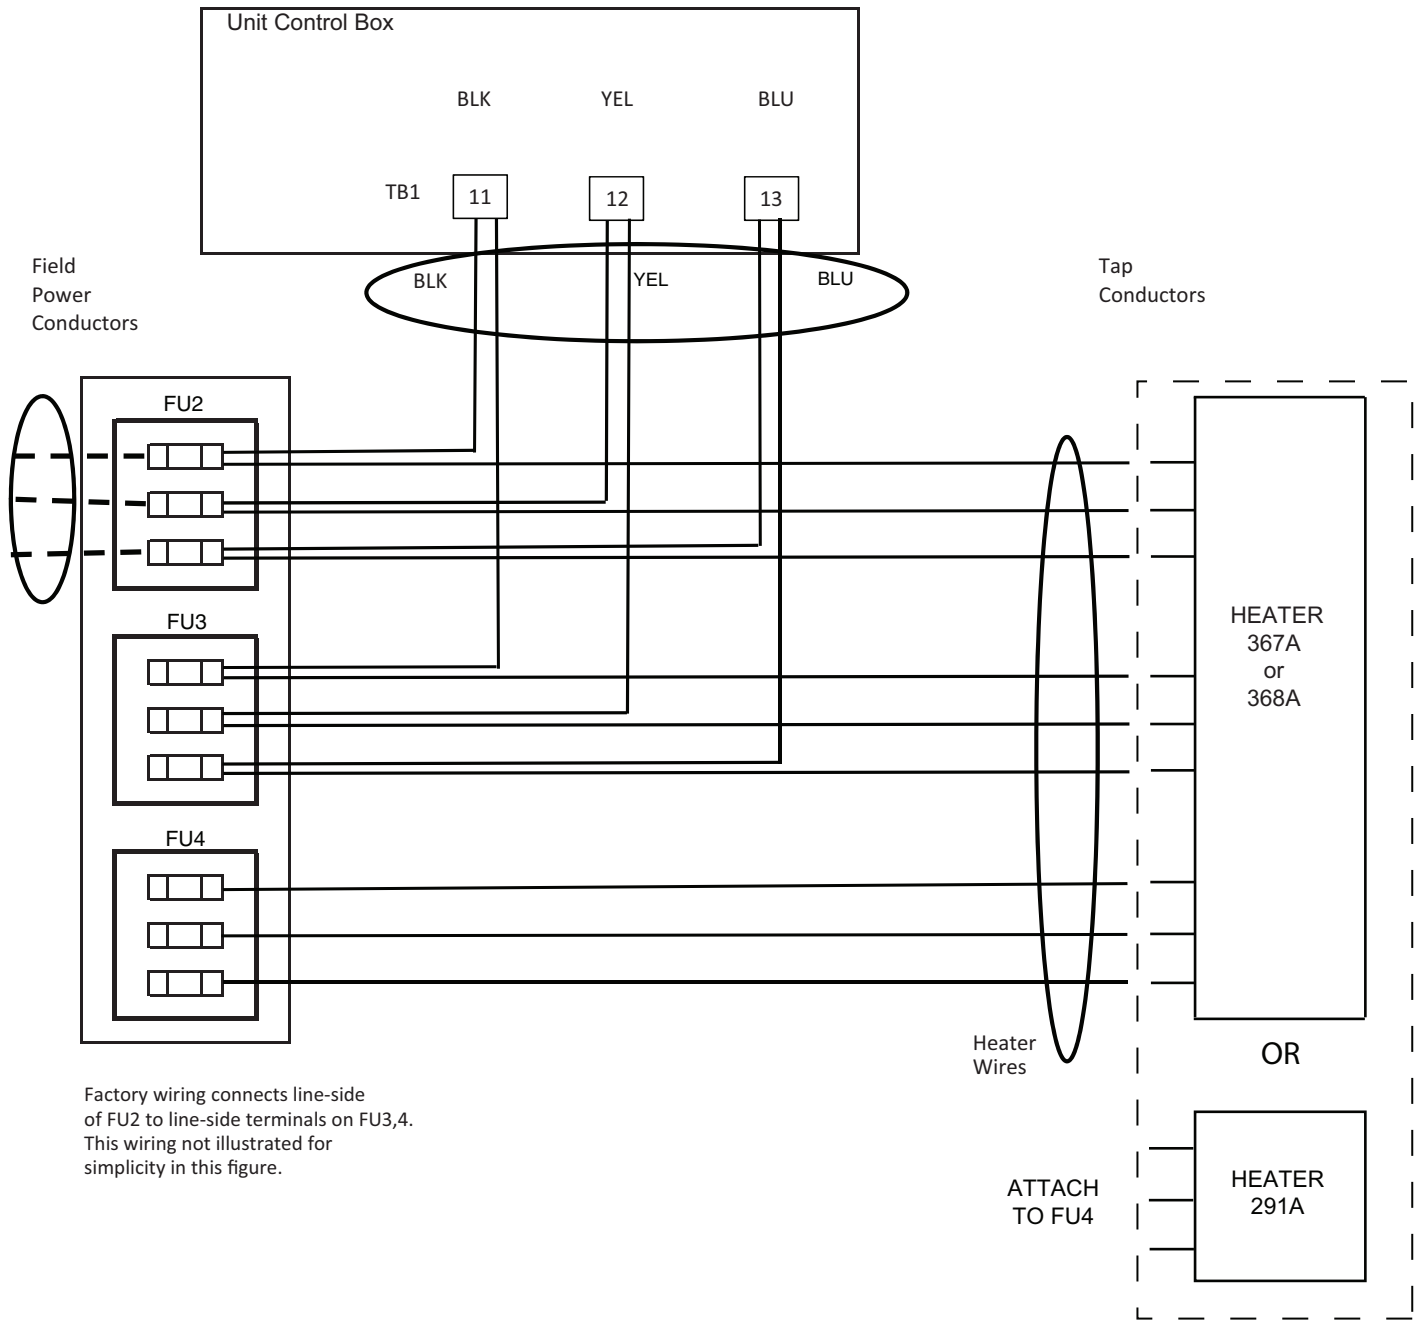 Unit Control Box
BLK YEL BLU
TB1 11 12 13
BLK YEL BLU
Field
Power
Conductors
Tap
Conductors
FU2
FU3
FU4
HEATER
367A
or
368A
Heater
Wires
OR
Factory wiring connects line-side
of FU2 to line-side terminals on FU3,4.
This wiring not illustrated for
simplicity in this figure.
ATTACH
TO FU4
HEATER
291A